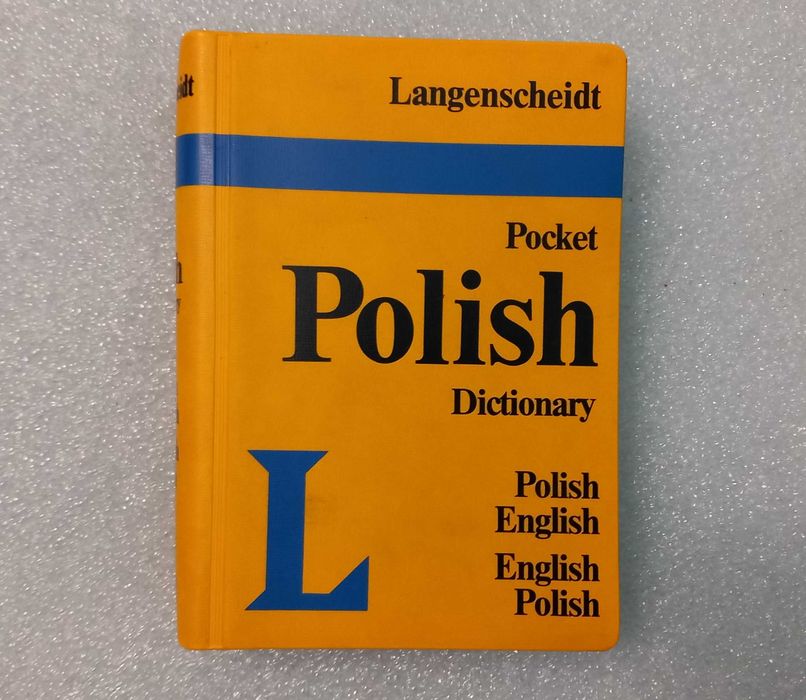 Langenscheidt
Pocket
Polish
Dictionary
L
Polish
English
English
Polish